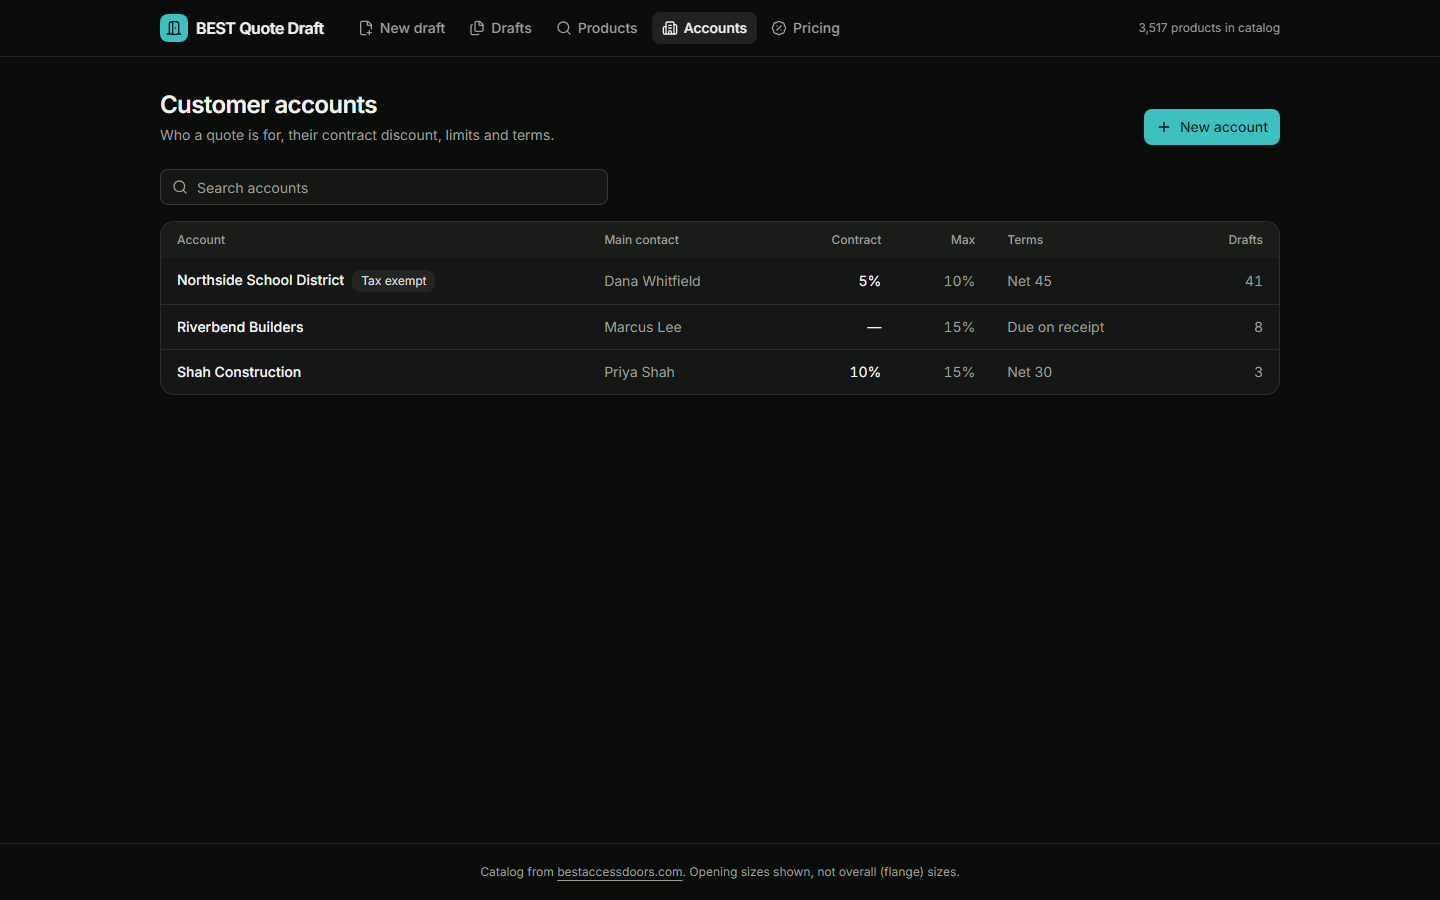 BEST Quote Draft New draft Drafts Products Accounts Pricing 3,517 products in catalog
Customer accounts
Who a quote is for, their contract discount, limits and terms.
New account
Search accounts
Account Main contact Contract Max Terms Drafts
Northside School District Tax exempt Dana Whitfield 5% 10% Net 45 41
Riverbend Builders Marcus Lee — 15% Due on receipt 8
Shah Construction Priya Shah 10% 15% Net 30 3
Catalog from bestaccessdoors.com. Opening sizes shown, not overall (flange) sizes.